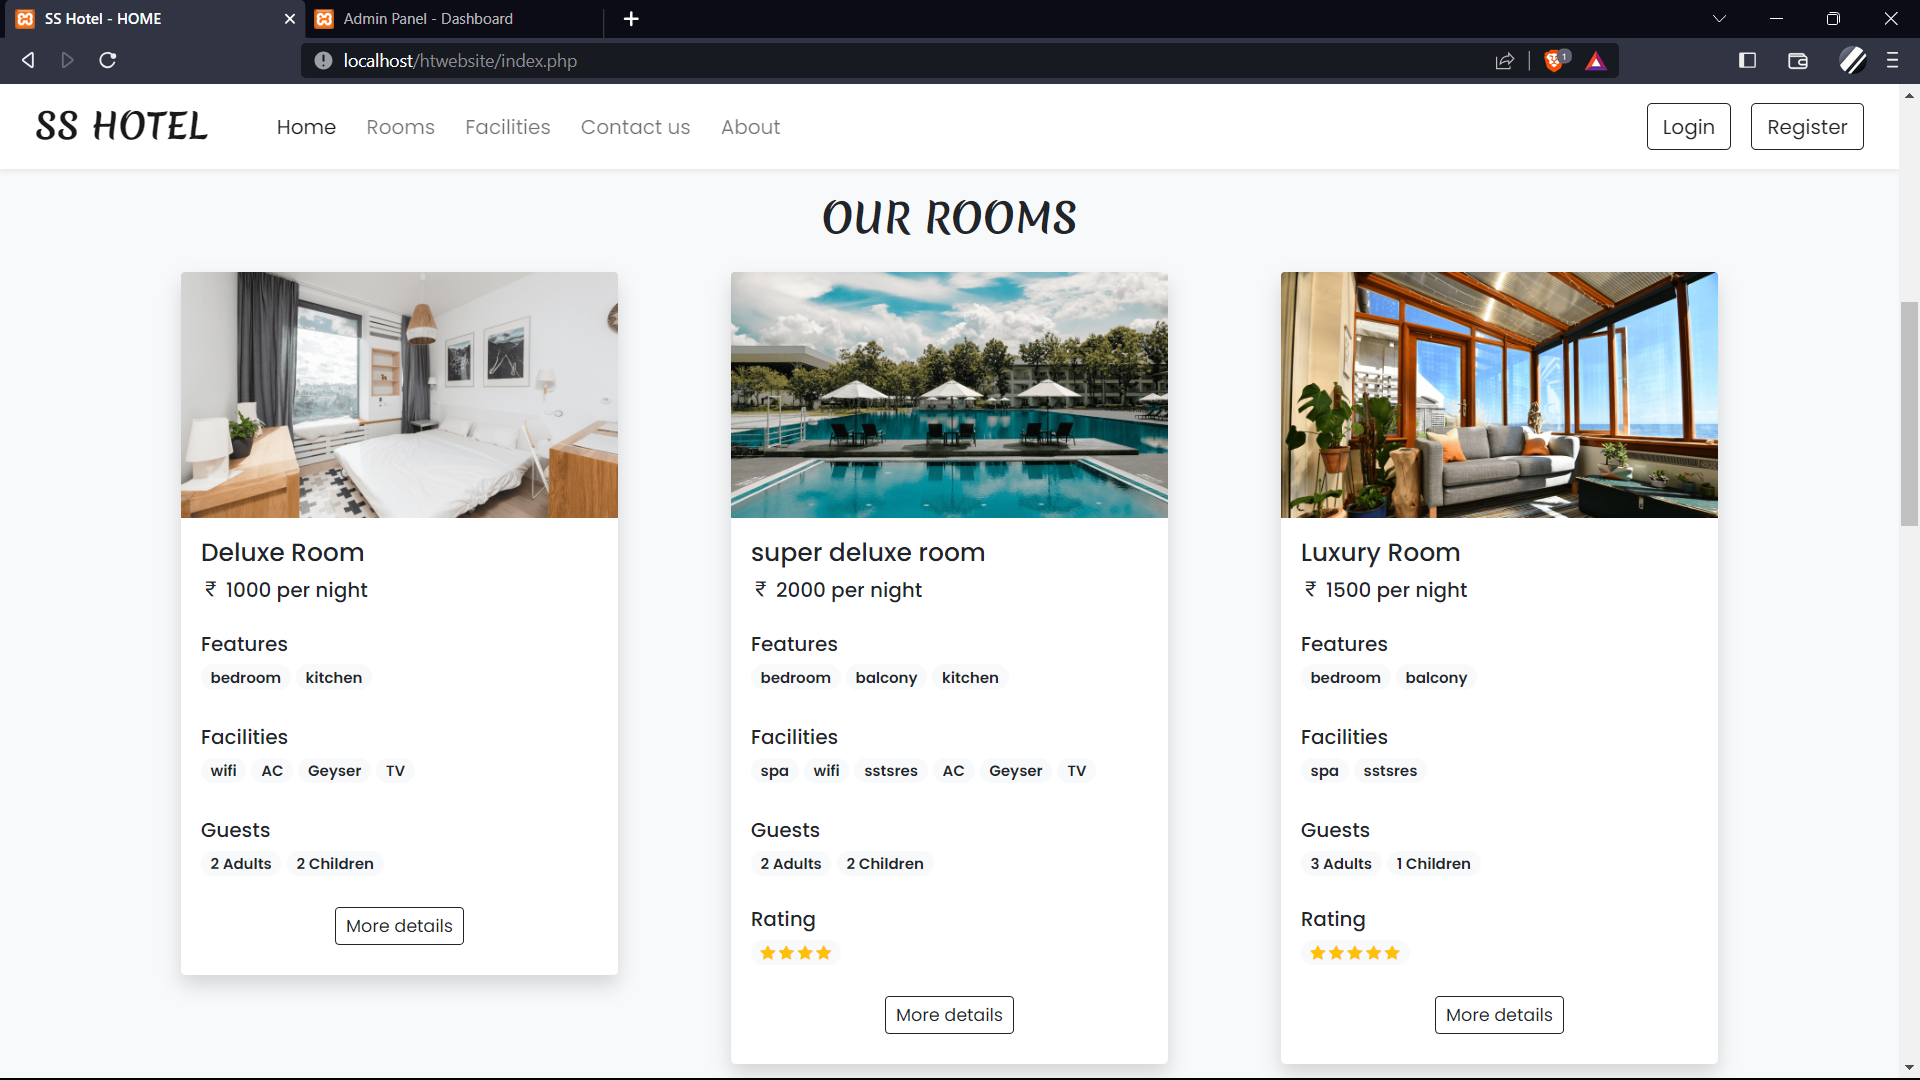 SS Hotel - HOME
Admin Panel - Dashboard
localhost/htwebsite/index.php
1
SS HOTEL
Home
Rooms
Facilities
Contact us
About
Login
Register
OUR ROOMS
Deluxe Room
₹ 1000 per night
Features
bedroom kitchen
Facilities
wifi AC Geyser TV
Guests
2 Adults 2 Children
More details
super deluxe room
₹ 2000 per night
Features
bedroom balcony kitchen
Facilities
spa wifi sstsres AC Geyser TV
Guests
2 Adults 2 Children
Rating
More details
Luxury Room
₹ 1500 per night
Features
bedroom balcony
Facilities
spa sstsres
Guests
3 Adults 1 Children
Rating
More details